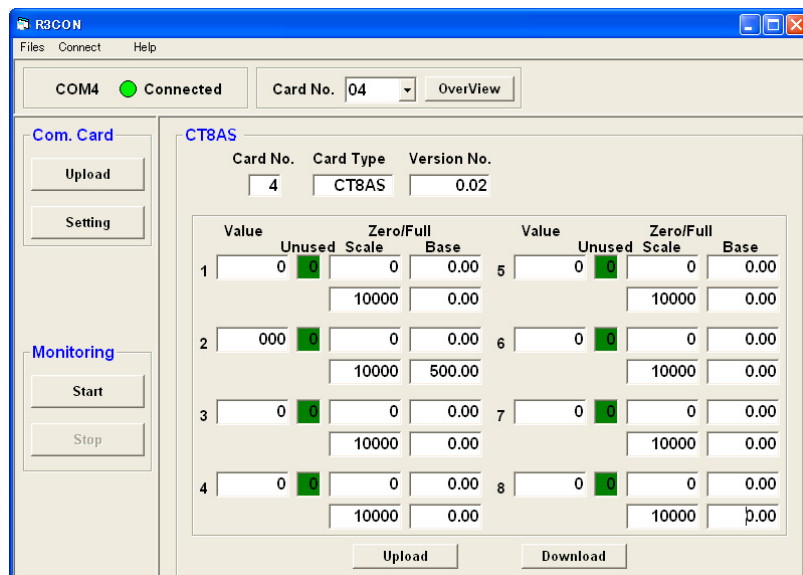 R3CON
Files Connect Help
COM4 Connected Card No. 04 OverView
Com. Card
Upload
Setting
Monitoring
Start
Stop
CT8AS
Card No. Card Type Version No.
4 CT8AS 0.02
Value Zero/Full Value Zero/Full
Unused Scale Base Unused Scale Base
1 0 0 0 0.00 5 0 0 0 0.00
10000 0.00 10000 0.00
2 000 0 0 0.00 6 0 0 0 0.00
10000 500.00 10000 0.00
3 0 0 0 0.00 7 0 0 0 0.00
10000 0.00 10000 0.00
4 0 0 0 0.00 8 0 0 0 0.00
10000 0.00 10000 0.00
Upload Download